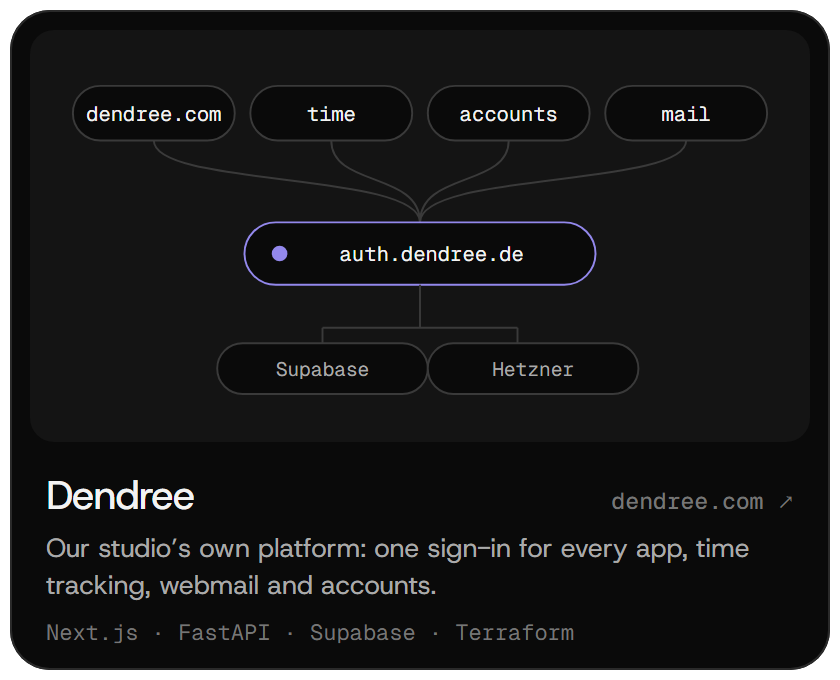 dendree.com
time
accounts
mail
auth.dendree.de
Supabase
Hetzner
Dendree
dendree.com ↗
Our studio’s own platform: one sign–in for every app, time
tracking, webmail and accounts.
Next.js · FastAPI · Supabase · Terraform